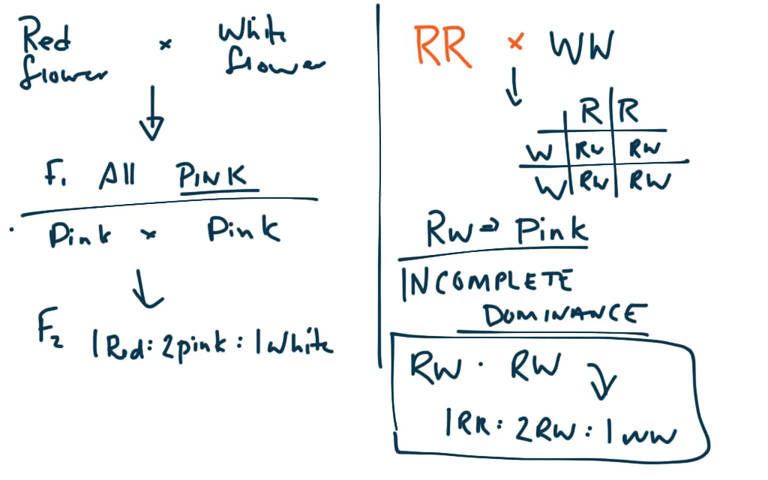 Red × White
flower flower
F1 All PINK
Pink × Pink
F2 1Red: 2pink: 1White
RR × WW
R R
W RW RW
W RW RW
RW → Pink
INCOMPLETE
DOMINANCE
RW · RW
1RR: 2RW: 1WW